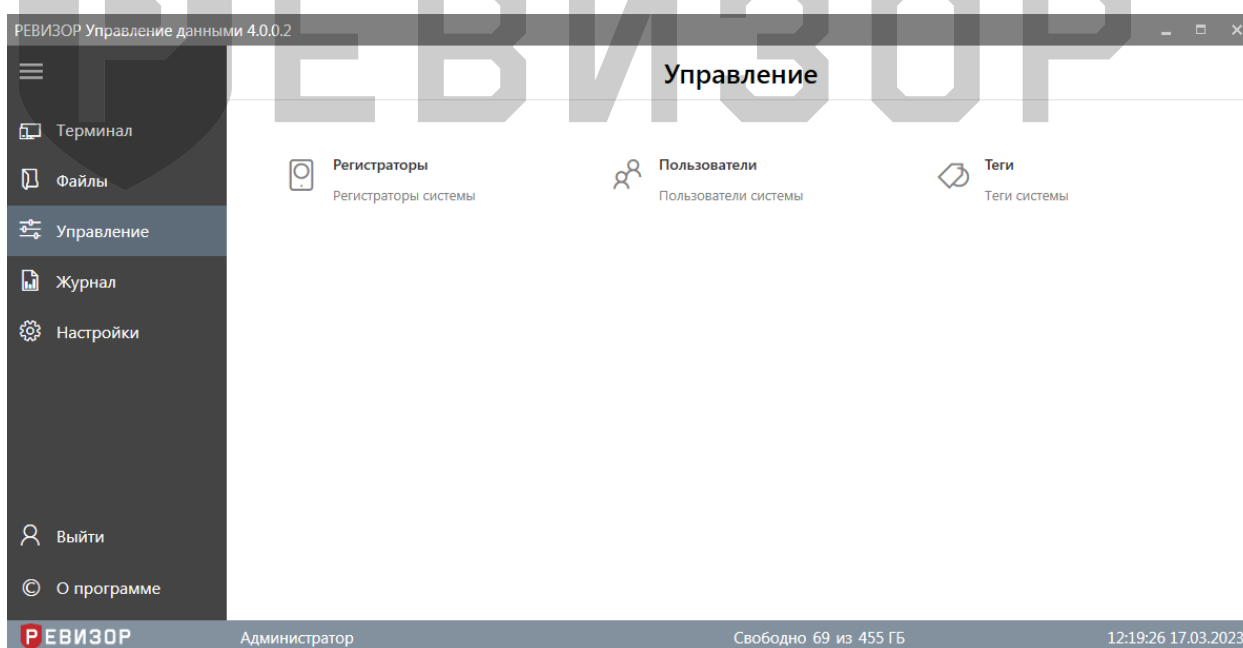 РЕВИЗОР
РЕВИЗОР Управление данными 4.0.0.2
Управление
Терминал
Файлы
Управление
Журнал
Настройки
Регистраторы
Регистраторы системы
Пользователи
Пользователи системы
Теги
Теги системы
Выйти
© О программе
РЕВИЗОР Администратор Свободно 69 из 455 ГБ 12:19:26 17.03.2023